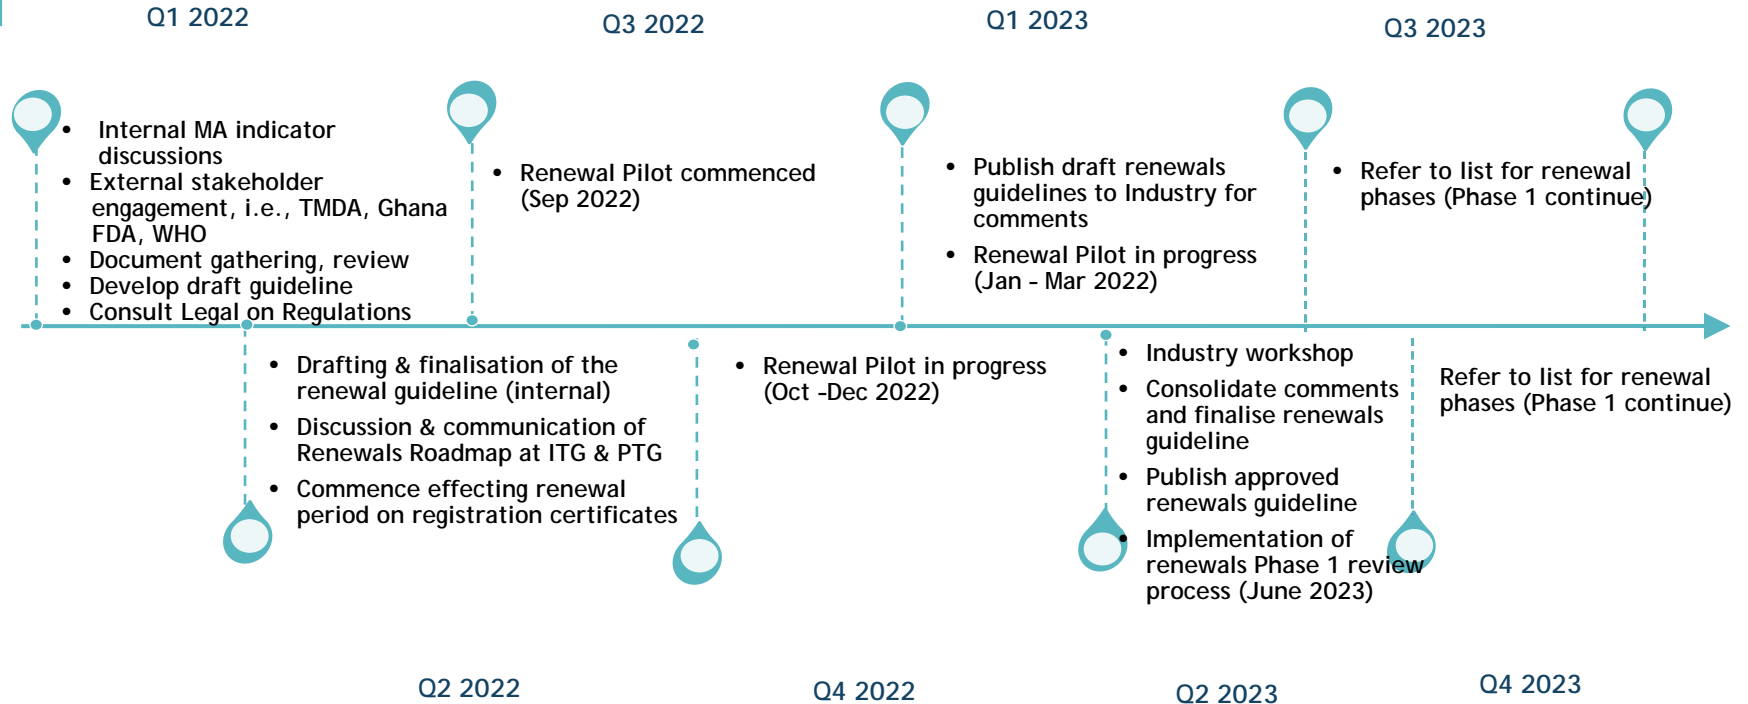 Q1 2022
Q3 2022
Q1 2023
Q3 2023
• Internal MA indicator
discussions
• External stakeholder
engagement, i.e., TMDA, Ghana
FDA, WHO
• Document gathering, review
• Develop draft guideline
• Consult Legal on Regulations
• Renewal Pilot commenced
(Sep 2022)
• Publish draft renewals
guidelines to Industry for
comments
• Renewal Pilot in progress
(Jan - Mar 2022)
• Refer to list for renewal
phases (Phase 1 continue)
• Drafting & finalisation of the
renewal guideline (internal)
• Discussion & communication of
Renewals Roadmap at ITG & PTG
• Commence effecting renewal
period on registration certificates
• Renewal Pilot in progress
(Oct -Dec 2022)
• Industry workshop
• Consolidate comments
and finalise renewals
guideline
• Publish approved
renewals guideline
• Implementation of
renewals Phase 1 review
process (June 2023)
Refer to list for renewal
phases (Phase 1 continue)
Q2 2022
Q4 2022
Q2 2023
Q4 2023